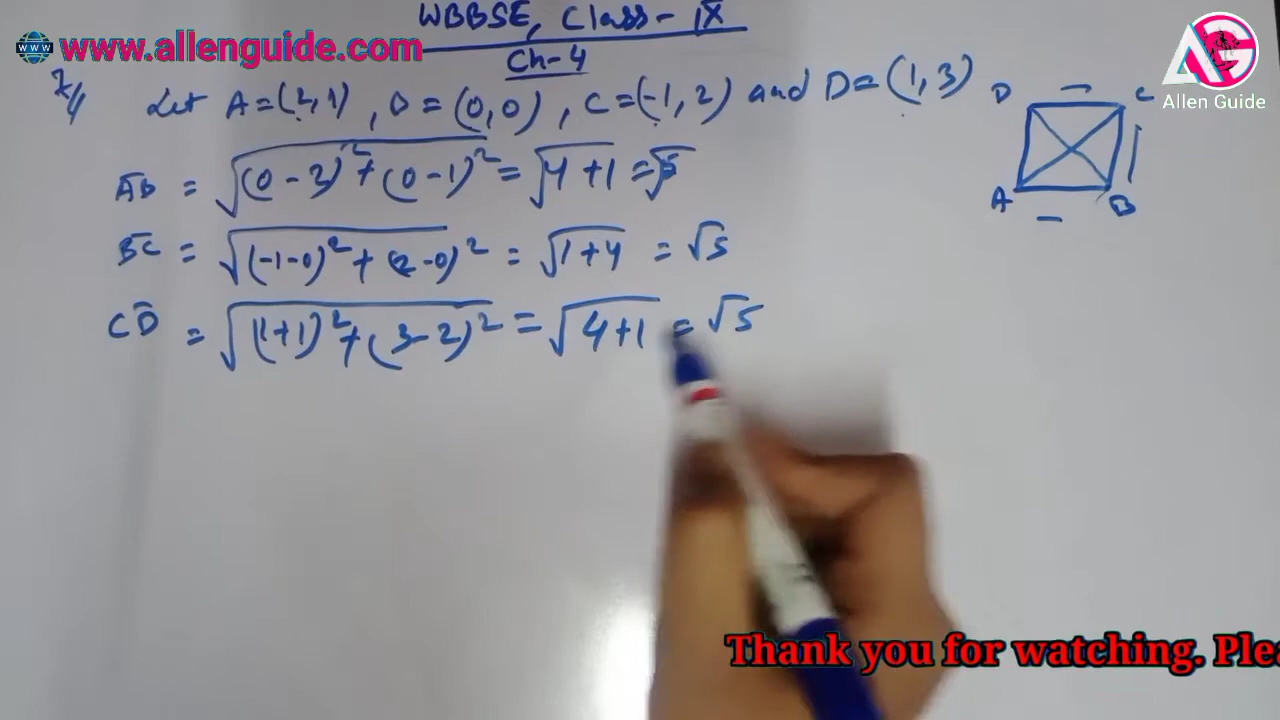 WBBSE, Class - IX
www.allenguide.com
Ch-4
Allen Guide
7/
Let A = (2,1), B = (0,0), C = (-1,2) and D = (1,3)
D C
A B
AB = √(0-2)²+(0-1)² = √4+1 = √5
BC = √(-1-0)²+(2-0)² = √1+4 = √5
CD = √(1+1)²+(3-2)² = √4+1 = √5
Thank you for watching. Plea